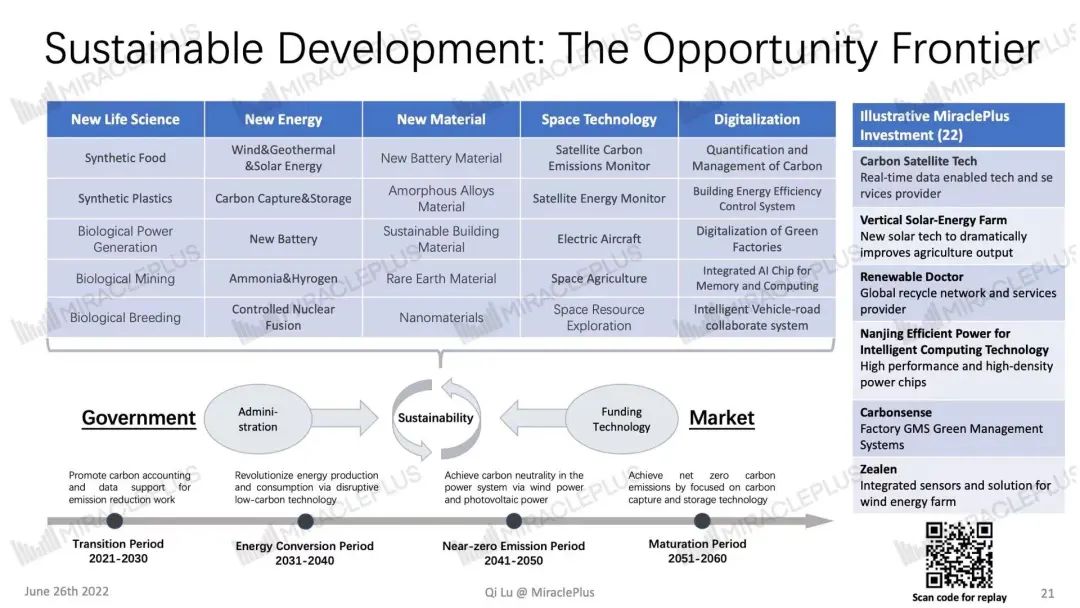 Sustainable Development: The Opportunity Frontier
New Life Science
New Energy
New Material
Space Technology
Digitalization
Synthetic Food
Wind&Geothermal
&Solar Energy
New Battery Material
Satellite Carbon
Emissions Monitor
Quantification and
Management of Carbon
Synthetic Plastics
Carbon Capture&Storage
Amorphous Alloys
Material
Satellite Energy Monitor
Building Energy Efficiency
Control System
Biological Power
Generation
New Battery
Sustainable Building
Material
Electric Aircraft
Digitalization of Green
Factories
Biological Mining
Ammonia&Hyrogen
Rare Earth Material
Space Agriculture
Integrated AI Chip for
Memory and Computing
Biological Breeding
Controlled Nuclear
Fusion
Nanomaterials
Space Resource
Exploration
Intelligent Vehicle-road
collaborate system
Illustrative MiraclePlus
Investment (22)
Carbon Satellite Tech
Real-time data enabled tech and se
rvices provider
Vertical Solar-Energy Farm
New solar tech to dramatically
improves agriculture output
Renewable Doctor
Global recycle network and services
provider
Nanjing Efficient Power for
Intelligent Computing Technology
High performance and high-density
power chips
Carbonsense
Factory GMS Green Management
Systems
Zealen
Integrated sensors and solution for
wind energy farm
Government
Admini-
stration
Sustainability
Funding
Technology
Market
Promote carbon accounting
and data support for
emission reduction work
Revolutionize energy production
and consumption via disruptive
low-carbon technology
Achieve carbon neutrality in the
power system via wind power
and photovoltaic power
Achieve net zero carbon
emissions by focused on carbon
capture and storage technology
Transition Period
2021-2030
Energy Conversion Period
2031-2040
Near-zero Emission Period
2041-2050
Maturation Period
2051-2060
Scan code for replay
June 26th 2022
Qi Lu @ MiraclePlus
21
MIRACLEPLUS